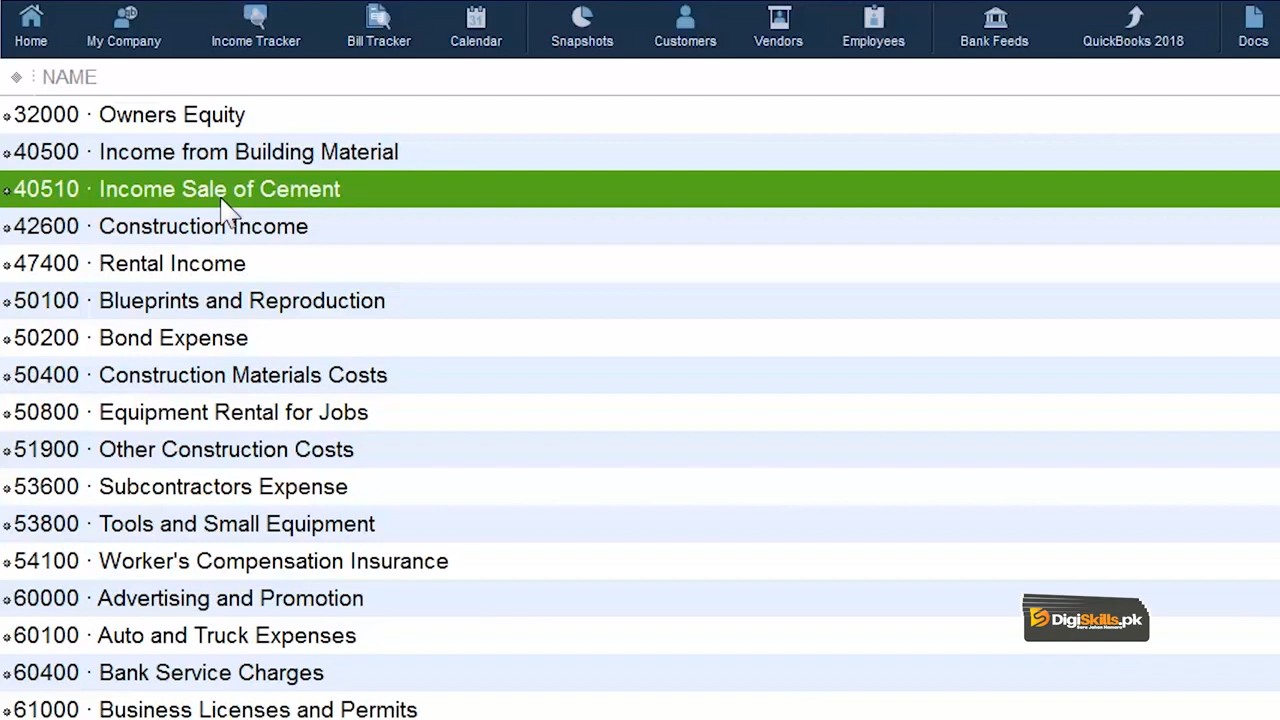 Home
My Company
Income Tracker
Bill Tracker
Calendar
Snapshots
Customers
Vendors
Employees
Bank Feeds
QuickBooks 2018
Docs
NAME
32000 · Owners Equity
40500 · Income from Building Material
40510 · Income Sale of Cement
42600 · Construction Income
47400 · Rental Income
50100 · Blueprints and Reproduction
50200 · Bond Expense
50400 · Construction Materials Costs
50800 · Equipment Rental for Jobs
51900 · Other Construction Costs
53600 · Subcontractors Expense
53800 · Tools and Small Equipment
54100 · Worker's Compensation Insurance
60000 · Advertising and Promotion
60100 · Auto and Truck Expenses
60400 · Bank Service Charges
61000 · Business Licenses and Permits
DigiSkills.pk